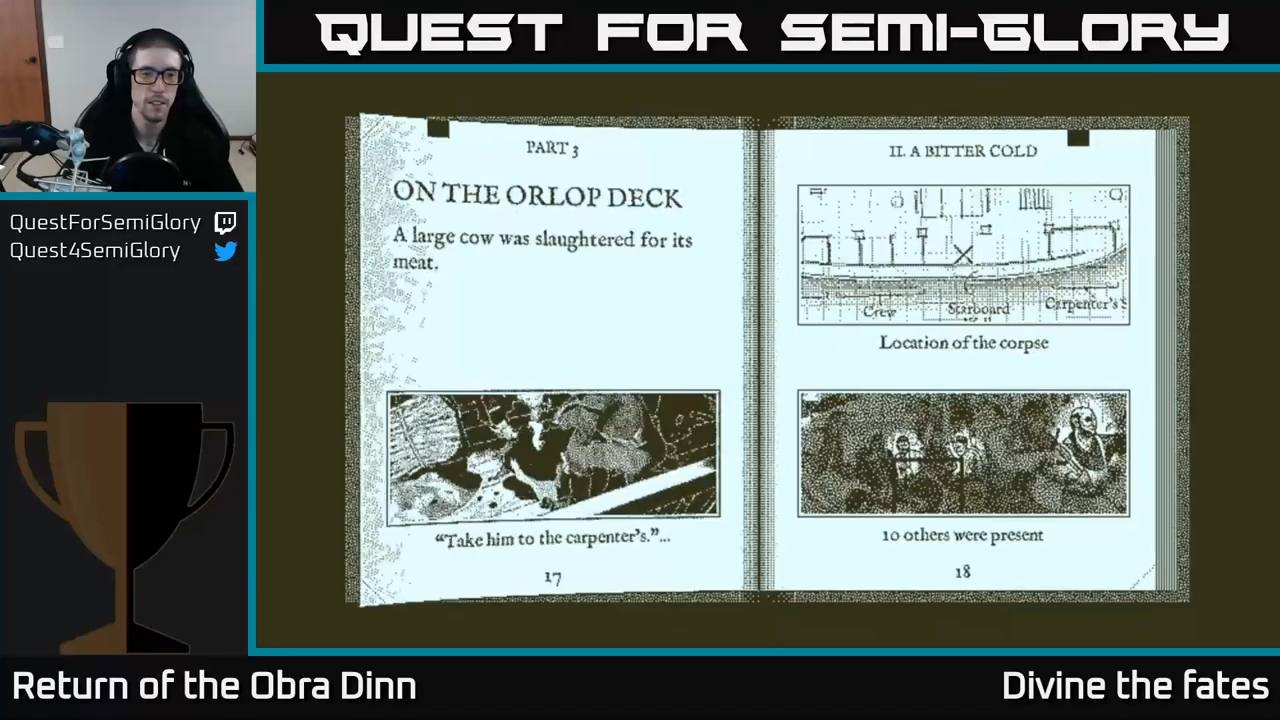 QUEST FOR SEMI-GLORY
QuestForSemiGlory
Quest4SemiGlory
PART 3
ON THE ORLOP DECK
A large cow was slaughtered for its
meat.
"Take him to the carpenter's."...
17
II. A BITTER COLD
Crew
Starboard
Carpenter's
Location of the corpse
10 others were present
18
Return of the Obra Dinn
Divine the fates